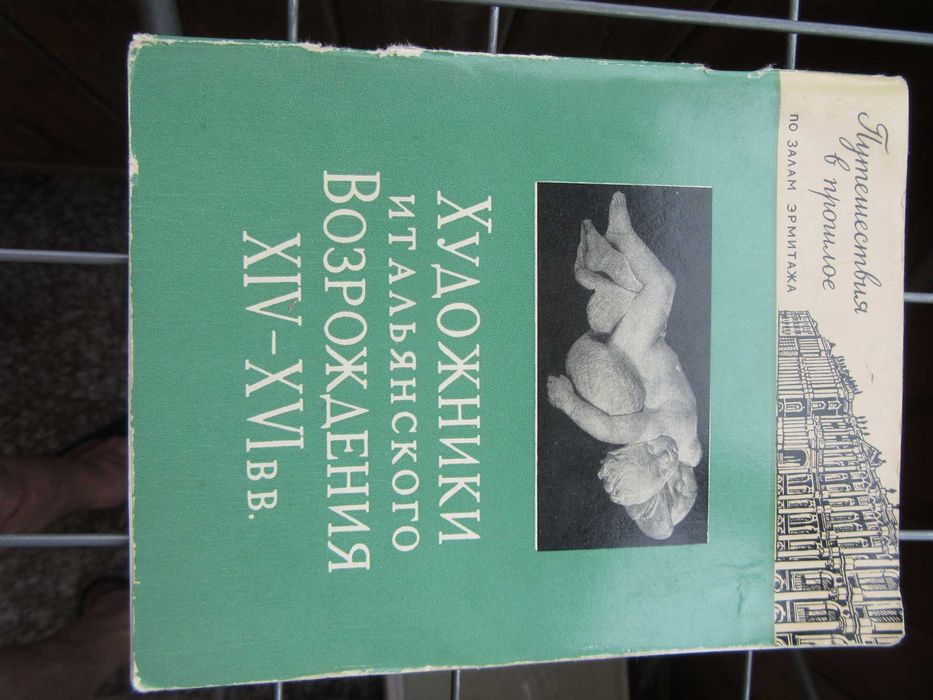 Путешествия
в прошлое
ПО ЗАЛАМ ЭРМИТАЖА
ХУДОЖНИКИ
ИТАЛЬЯНСКОГО
ВОЗРОЖДЕНИЯ
XIV–XVI ВВ.